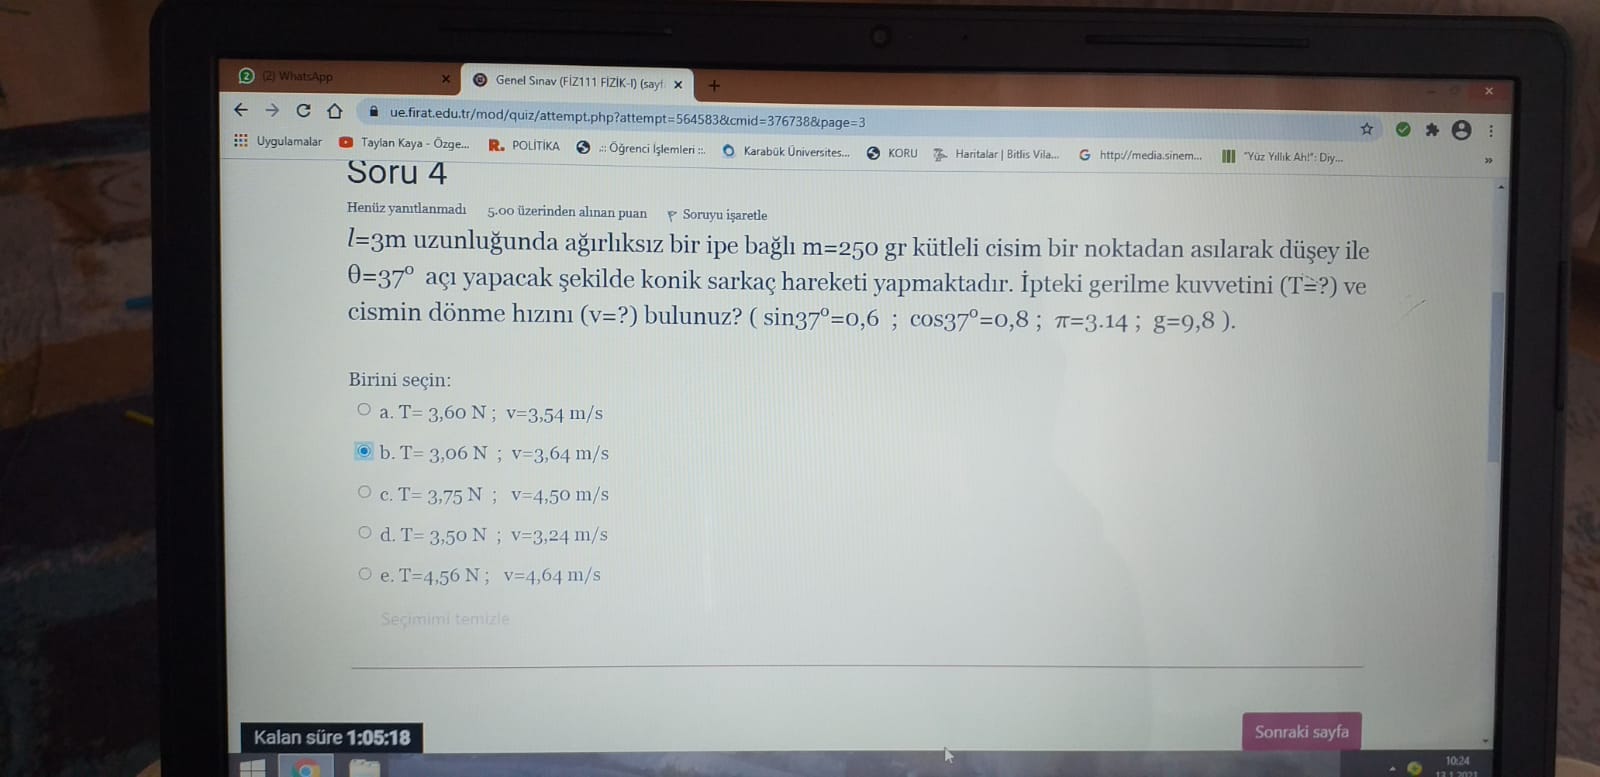 2 (2) WhatsApp
Genel Sınav (FİZ111 FİZİK-I) (sayf
ue.firat.edu.tr/mod/quiz/attempt.php?attempt=564583&cmid=376738&page=3
Uygulamalar Taylan Kaya - Özge... R. POLİTİKA .:: Öğrenci İşlemleri ::. Karabük Üniversites... KORU Haritalar | Bitlis Vila... G http://media.sinem... "Yüz Yıllık Ah!": Diy... »
Soru 4
Henüz yanıtlanmadı 5.00 üzerinden alınan puan Soruyu işaretle
l=3m uzunluğunda ağırlıksız bir ipe bağlı m=250 gr kütleli cisim bir noktadan asılarak düşey ile
θ=37° açı yapacak şekilde konik sarkaç hareketi yapmaktadır. İpteki gerilme kuvvetini (T=?) ve
cismin dönme hızını (v=?) bulunuz? ( sin37°=0,6 ; cos37°=0,8 ; π=3.14 ; g=9,8 ).
Birini seçin:
a. T= 3,60 N ; v=3,54 m/s
b. T= 3,06 N ; v=3,64 m/s
c. T= 3,75 N ; v=4,50 m/s
d. T= 3,50 N ; v=3,24 m/s
e. T=4,56 N ; v=4,64 m/s
Seçimimi temizle
Kalan süre 1:05:18
Sonraki sayfa
10:24
13.1.2021